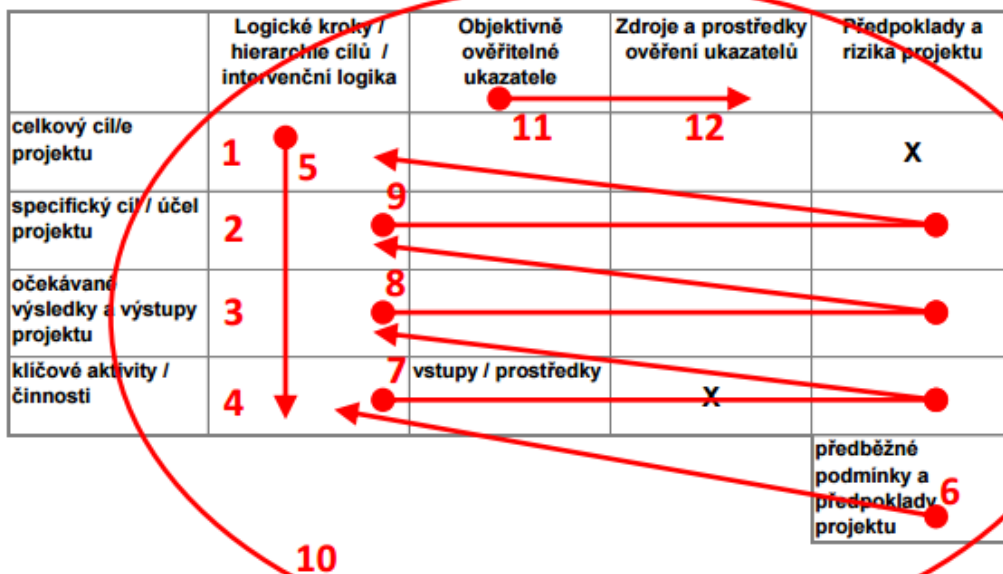 Logické kroky /
hierarchie cílů /
intervenční logika
Objektivně
ověřitelné
ukazatele
Zdroje a prostředky
ověření ukazatelů
Předpoklady a
rizika projektu
11
12
celkový cíl/e
projektu
1
5
X
specifický cíl / účel
projektu
2
9
očekávané
výsledky a výstupy
projektu
3
8
klíčové aktivity /
činnosti
4
7
vstupy / prostředky
X
předběžné
podmínky a
předpoklady
projektu
6
10